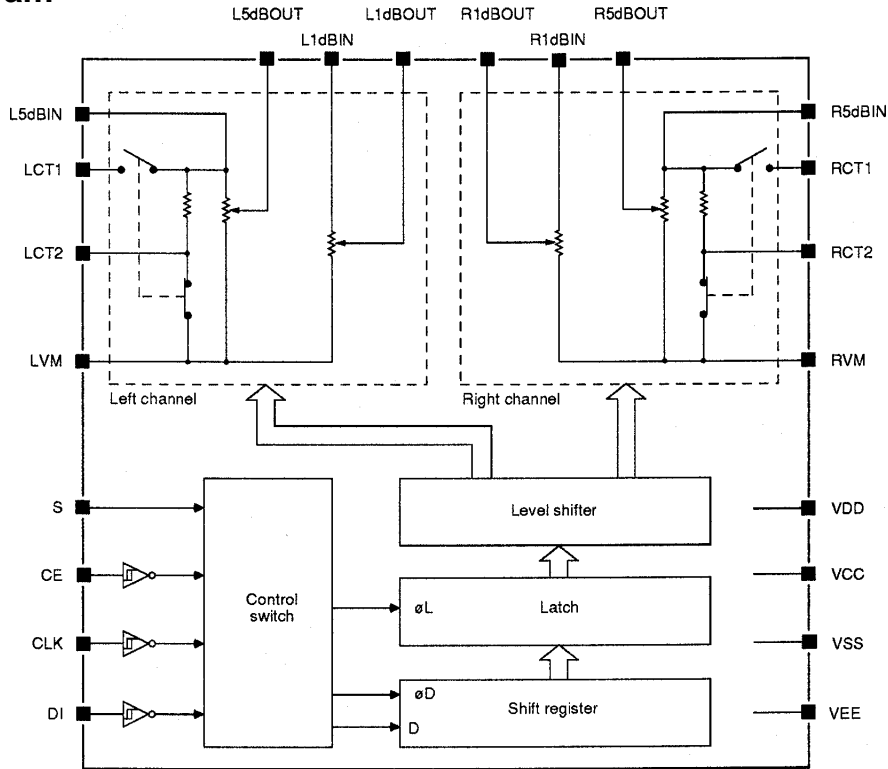 L5dBOUT L1dBOUT R1dBOUT R5dBOUT
L1dBIN R1dBIN
L5dBIN R5dBIN
LCT1 RCT1
LCT2 RCT2
LVM RVM
Left channel Right channel
S Level shifter VDD
CE VCC
Control switch
øL Latch
CLK VSS
øD
Shift register
DI D VEE